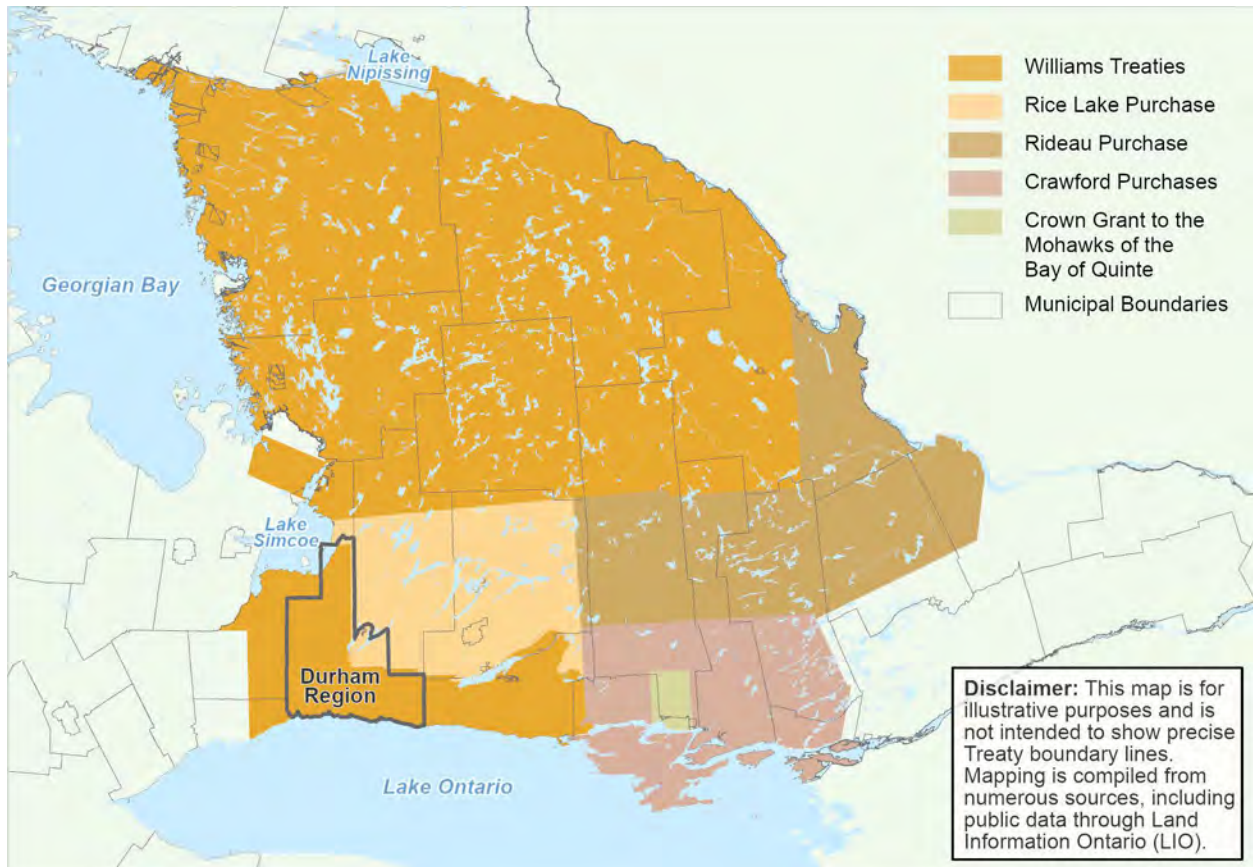 Lake
Nipissing
Georgian Bay
Lake
Simcoe
Durham
Region
Lake Ontario
Williams Treaties
Rice Lake Purchase
Rideau Purchase
Crawford Purchases
Crown Grant to the
Mohawks of the
Bay of Quinte
Municipal Boundaries
Disclaimer: This map is for
illustrative purposes and is
not intended to show precise
Treaty boundary lines.
Mapping is compiled from
numerous sources, including
public data through Land
Information Ontario (LIO).